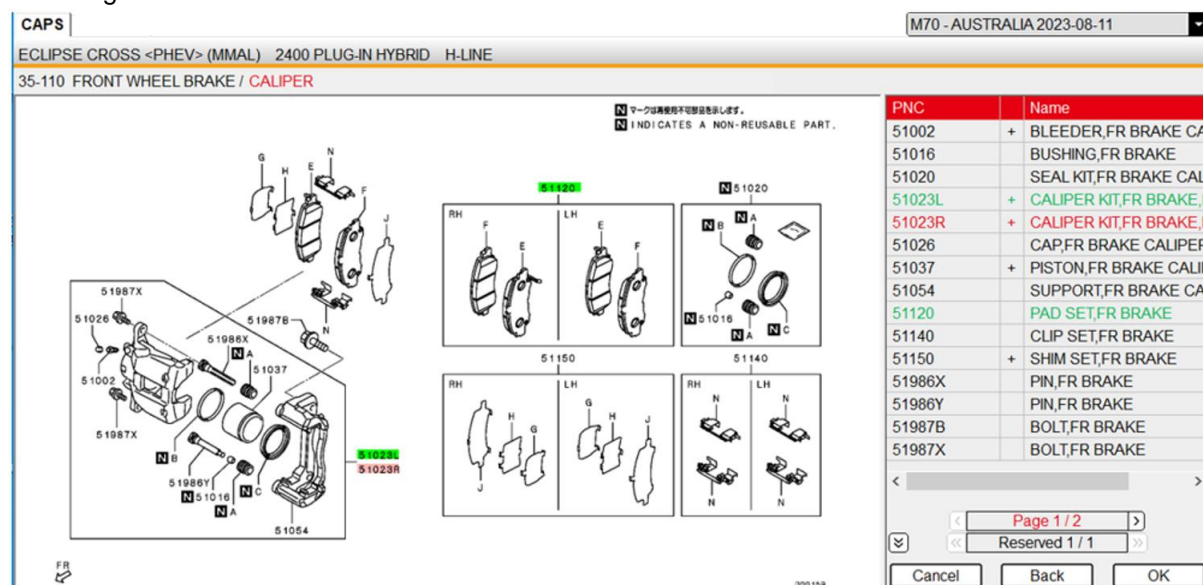 CAPS
M70 - AUSTRALIA 2023-08-11
ECLIPSE CROSS <PHEV> (MMAL) 2400 PLUG-IN HYBRID H-LINE
35-110 FRONT WHEEL BRAKE / CALIPER
N マークは再使用不可部品を示します。
N INDICATES A NON-REUSABLE PART.
G
H
E
N
F
J
N
51987X
51026
51986X
51987B
N A
51037
51002
51987X
N B
51986Y
N 51016
N A
N C
51054
51023L
51023R
FR
51120
RH
LH
F
E
E
F
N 51020
N A
N B
N 51016
N A
N C
51150
RH
LH
J
H
G
G
H
J
51140
RH
LH
N
N
N
N
PNC Name
51002 + BLEEDER,FR BRAKE CA
51016 BUSHING,FR BRAKE
51020 SEAL KIT,FR BRAKE CAL
51023L + CALIPER KIT,FR BRAKE,
51023R + CALIPER KIT,FR BRAKE,
51026 CAP,FR BRAKE CALIPER
51037 + PISTON,FR BRAKE CALI
51054 SUPPORT,FR BRAKE CA
51120 PAD SET,FR BRAKE
51140 CLIP SET,FR BRAKE
51150 + SHIM SET,FR BRAKE
51986X PIN,FR BRAKE
51986Y PIN,FR BRAKE
51987B BOLT,FR BRAKE
51987X BOLT,FR BRAKE
Page 1 / 2
Reserved 1 / 1
Cancel Back OK